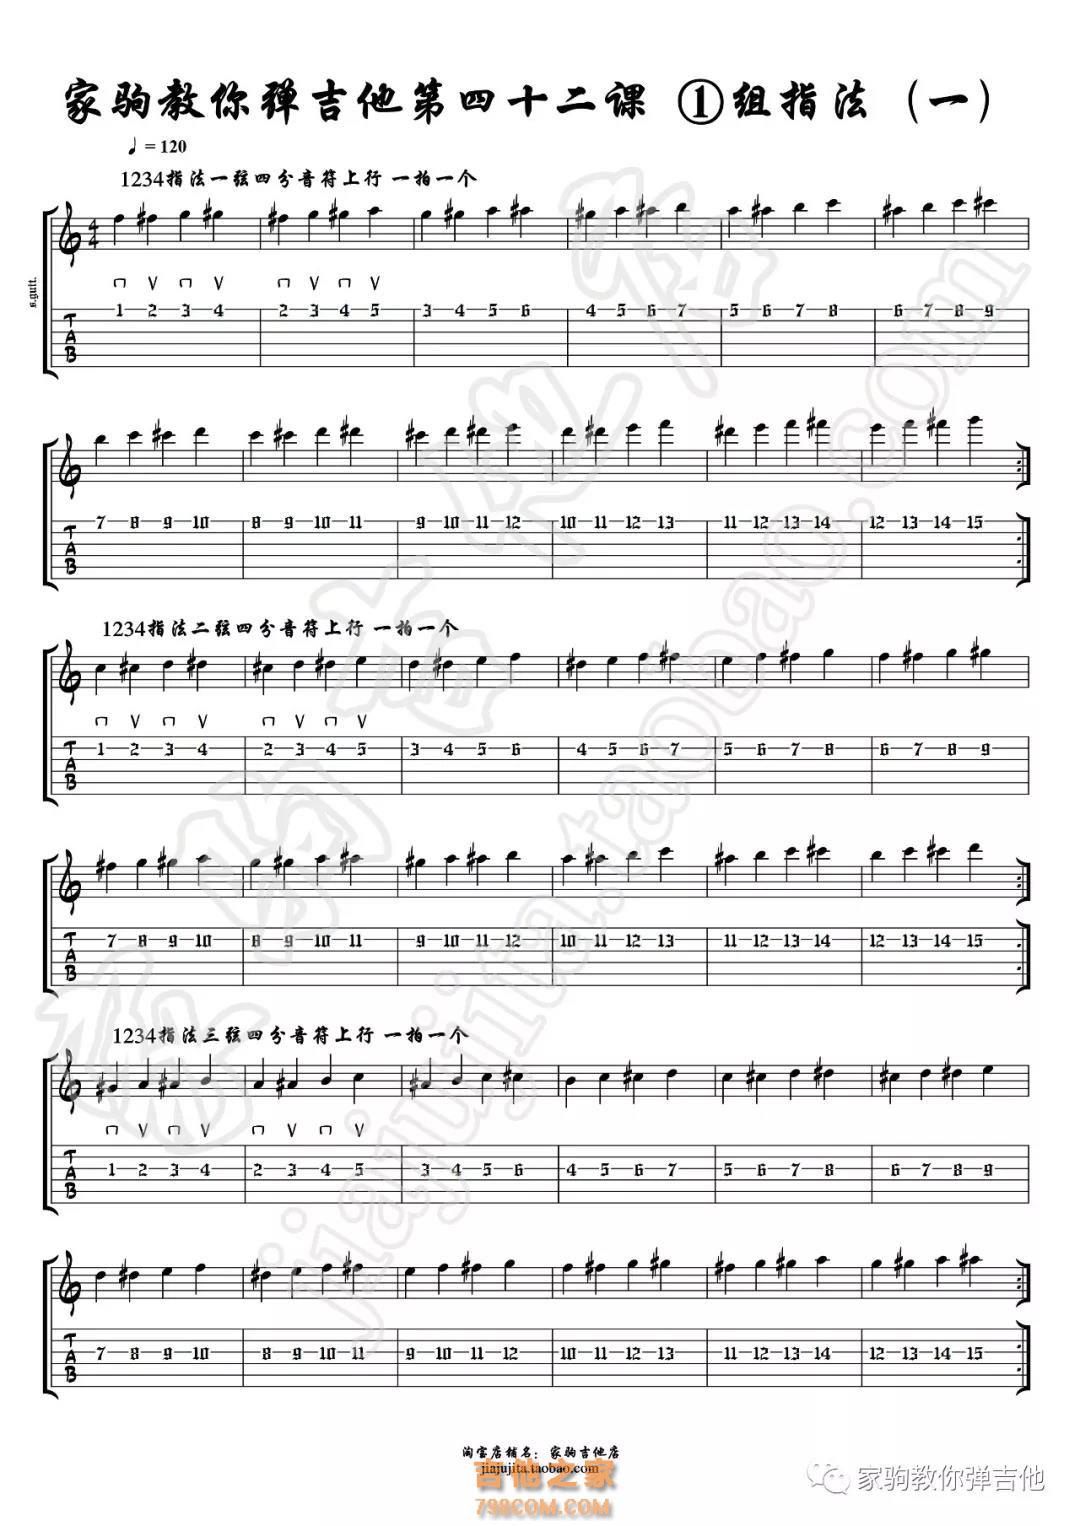 家驹教你弹吉他第四十二课 ①组指法（一）
♩= 120
1234指法一弦四分音符上行 一拍一个
4
4
s.guit.
T A B
1 2 3 4 2 3 4 5 3 4 5 6 4 5 6 7 5 6 7 8 6 7 8 9
T A B
7 8 9 10 8 9 10 11 9 10 11 12 10 11 12 13 11 12 13 14 12 13 14 15
1234指法二弦四分音符上行 一拍一个
T A B
1 2 3 4 2 3 4 5 3 4 5 6 4 5 6 7 5 6 7 8 6 7 8 9
T A B
7 8 9 10 8 9 10 11 9 10 11 12 10 11 12 13 11 12 13 14 12 13 14 15
1234指法三弦四分音符上行 一拍一个
T A B
1 2 3 4 2 3 4 5 3 4 5 6 4 5 6 7 5 6 7 8 6 7 8 9
T A B
7 8 9 10 8 9 10 11 9 10 11 12 10 11 12 13 11 12 13 14 12 13 14 15
家驹吉他店
jiajujita.taobao.com
淘宝店铺名：家驹吉他店
jiajujita.taobao.com
吉他之家
798COM.COM
家驹教你弹吉他